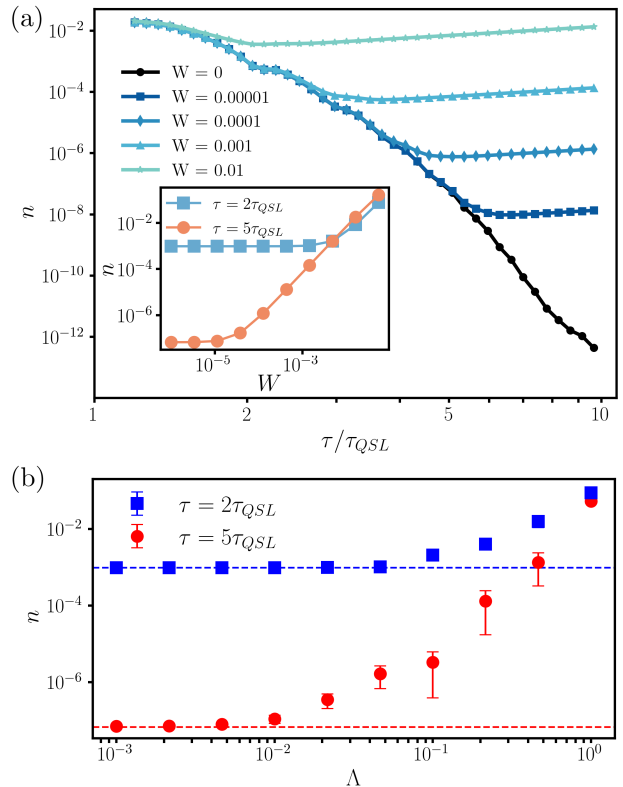 (a)
n
10⁻²
10⁻⁴
10⁻⁶
10⁻⁸
10⁻¹⁰
10⁻¹²
W = 0
W = 0.00001
W = 0.0001
W = 0.001
W = 0.01
n
10⁻²
10⁻⁴
10⁻⁶
τ = 2τ_QSL
τ = 5τ_QSL
10⁻⁵ 10⁻³
W
1 2 5 10
τ/τ_QSL
(b)
n
10⁻²
10⁻⁴
10⁻⁶
τ = 2τ_QSL
τ = 5τ_QSL
10⁻³ 10⁻² 10⁻¹ 10⁰
Λ